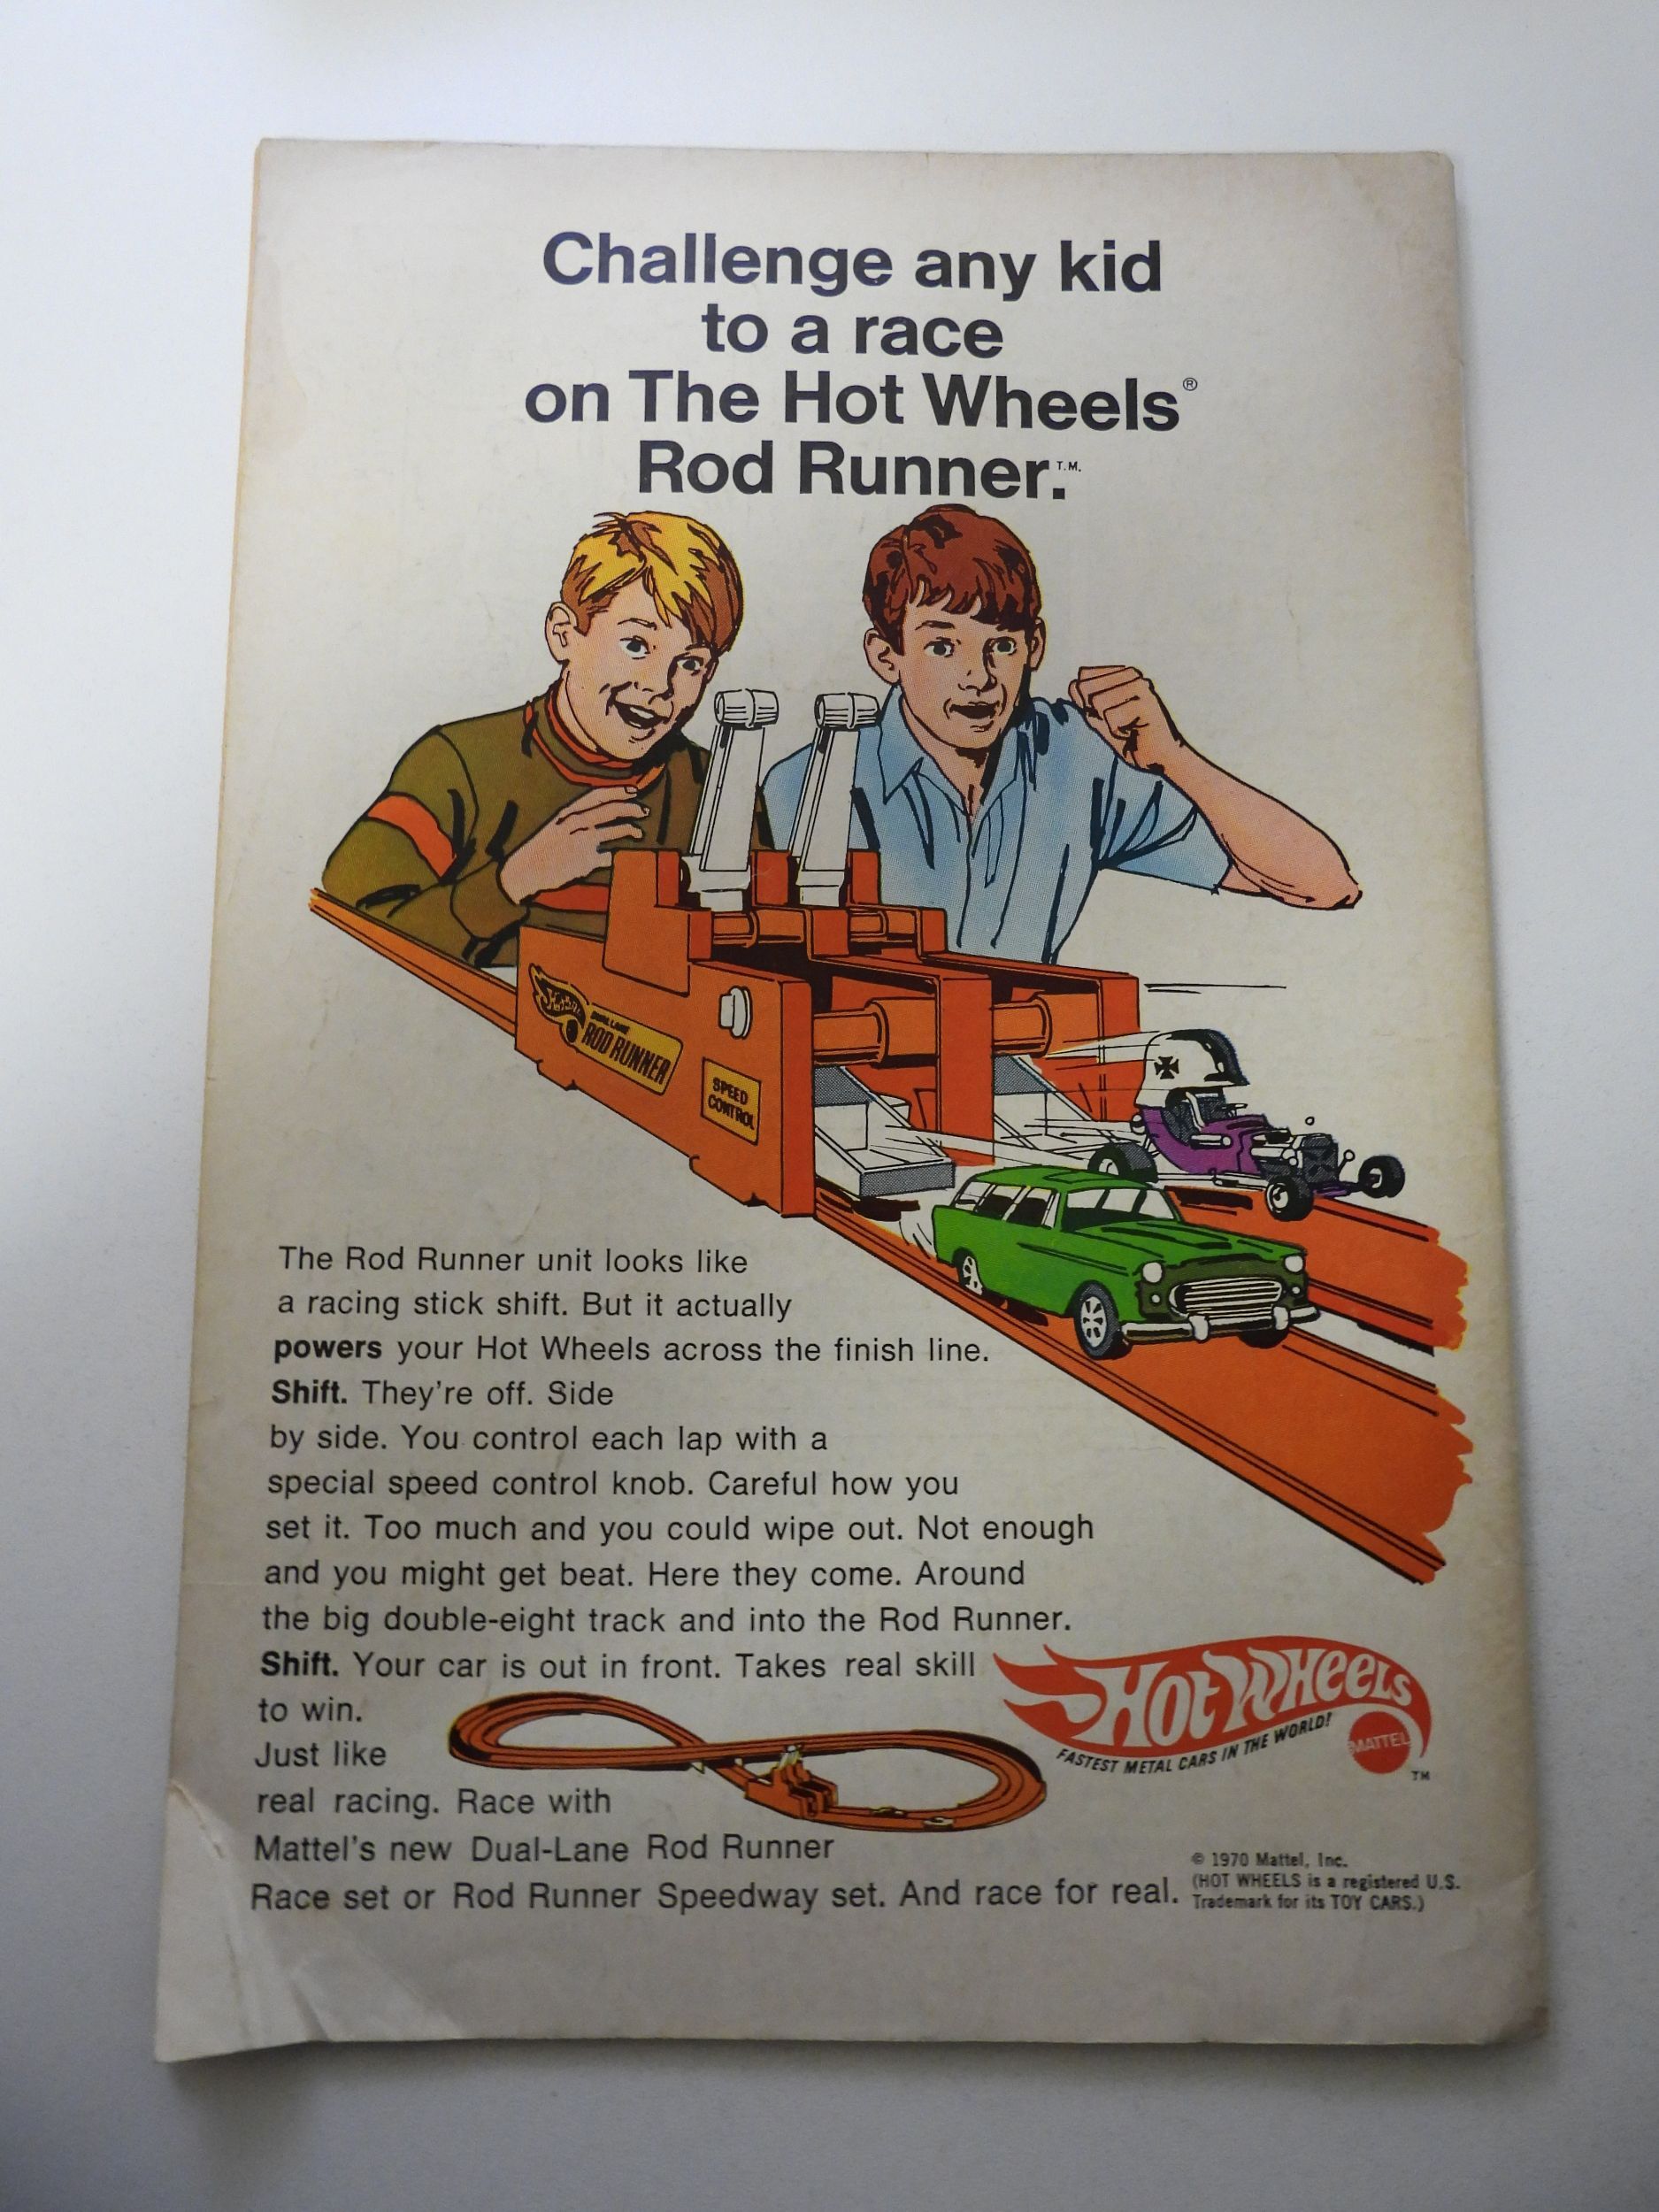 Challenge any kid
to a race
on The Hot Wheels®
Rod Runner.T.M.
Hot Wheels
DUAL LANE
ROD RUNNER
SPEED
CONTROL
The Rod Runner unit looks like
a racing stick shift. But it actually
powers your Hot Wheels across the finish line.
Shift. They're off. Side
by side. You control each lap with a
special speed control knob. Careful how you
set it. Too much and you could wipe out. Not enough
and you might get beat. Here they come. Around
the big double-eight track and into the Rod Runner.
Shift. Your car is out in front. Takes real skill
to win.
Just like
real racing. Race with
Mattel's new Dual-Lane Rod Runner
Race set or Rod Runner Speedway set. And race for real.
Hot Wheels
FASTEST METAL CARS IN THE WORLD!
MATTEL
TM
© 1970 Mattel, Inc.
(HOT WHEELS is a registered U.S.
Trademark for its TOY CARS.)